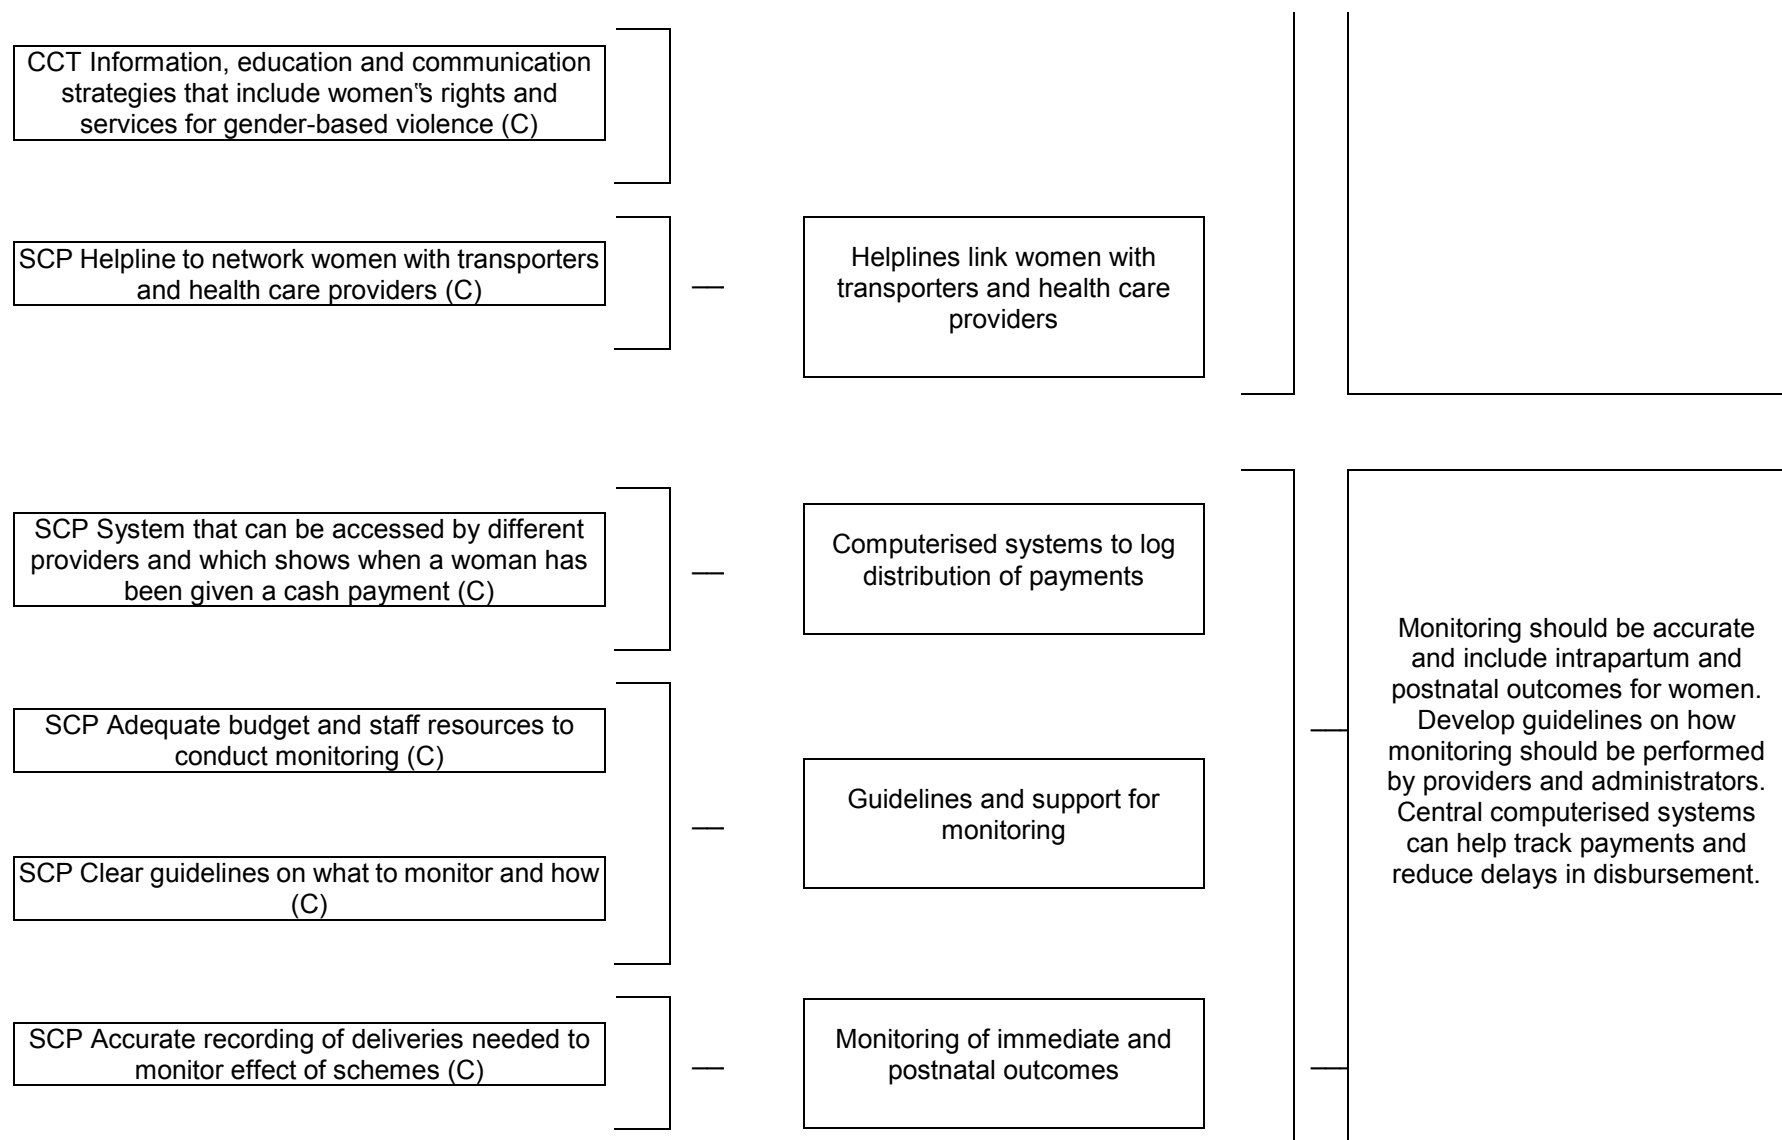 CCT Information, education and communication
strategies that include women‟s rights and
services for gender-based violence (C)
SCP Helpline to network women with transporters
and health care providers (C)
Helplines link women with
transporters and health care
providers
SCP System that can be accessed by different
providers and which shows when a woman has
been given a cash payment (C)
Computerised systems to log
distribution of payments
SCP Adequate budget and staff resources to
conduct monitoring (C)
SCP Clear guidelines on what to monitor and how
(C)
Guidelines and support for
monitoring
SCP Accurate recording of deliveries needed to
monitor effect of schemes (C)
Monitoring of immediate and
postnatal outcomes
Monitoring should be accurate
and include intrapartum and
postnatal outcomes for women.
Develop guidelines on how
monitoring should be performed
by providers and administrators.
Central computerised systems
can help track payments and
reduce delays in disbursement.